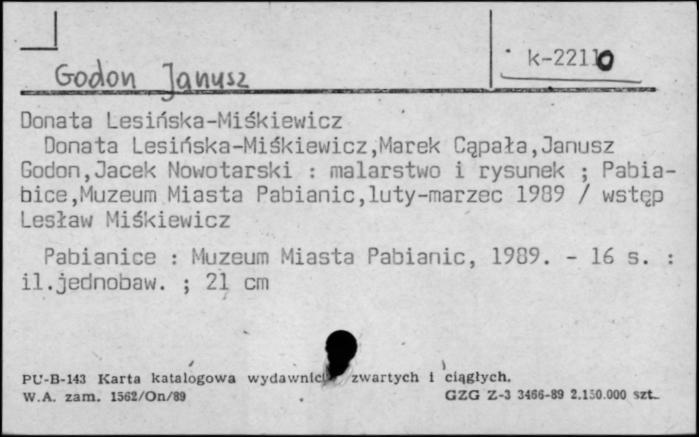 k-22110
Godon Janusz
Donata Lesińska-Miśkiewicz
Donata Lesińska-Miśkiewicz,Marek Cąpała,Janusz
Godon,Jacek Nowotarski : malarstwo i rysunek ; Pabia-
bice,Muzeum Miasta Pabianic,luty-marzec 1989 / wstęp
Lesław Miśkiewicz
Pabianice : Muzeum Miasta Pabianic, 1989. - 16 s. :
il.jednobaw. ; 21 cm
PU-B-143 Karta katalogowa zwartych i ciągłych.
W.A. zam. 1562/On/89 GZG Z-3 3466-89 2.150.000 szt.